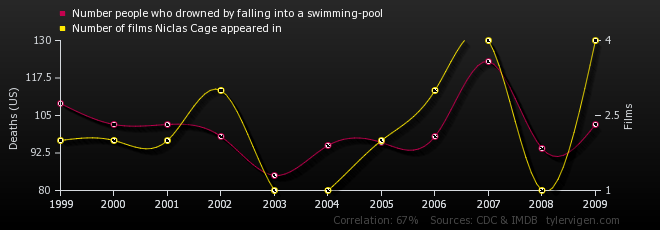 Number people who drowned by falling into a swimming-pool
Number of films Niclas Cage appeared in
130
117.5
105
92.5
80
Deaths (US)
4
2.5
1
Films
1999 2000 2001 2002 2003 2004 2005 2006 2007 2008 2009
Correlation: 67% Sources: CDC & IMDB tylervigen.com